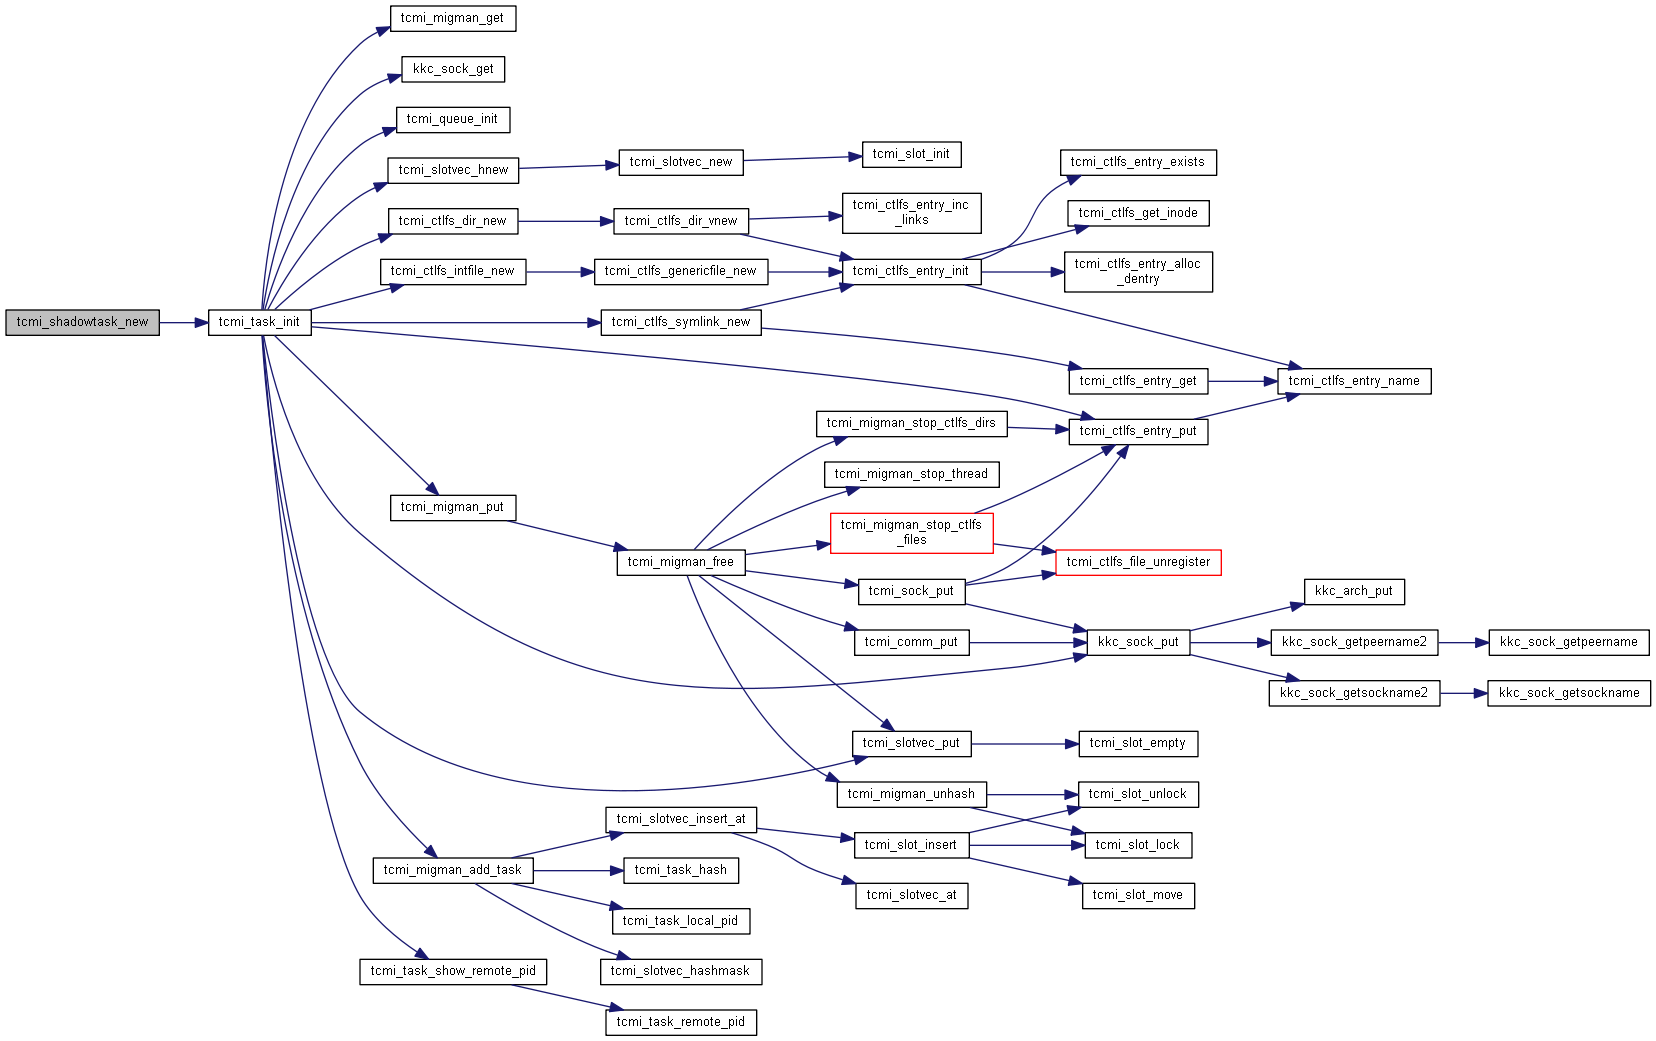 tcmi_migman_get
kkc_sock_get
tcmi_queue_init
tcmi_slotvec_hnew
tcmi_slotvec_new
tcmi_slot_init
tcmi_ctlfs_entry_exists
tcmi_ctlfs_dir_new
tcmi_ctlfs_dir_vnew
tcmi_ctlfs_entry_inc
_links
tcmi_ctlfs_get_inode
tcmi_ctlfs_intfile_new
tcmi_ctlfs_genericfile_new
tcmi_ctlfs_entry_init
tcmi_ctlfs_entry_alloc
_dentry
tcmi_shadowtask_new
tcmi_task_init
tcmi_ctlfs_symlink_new
tcmi_ctlfs_entry_get
tcmi_ctlfs_entry_name
tcmi_migman_stop_ctlfs_dirs
tcmi_ctlfs_entry_put
tcmi_migman_stop_thread
tcmi_migman_put
tcmi_migman_stop_ctlfs
_files
tcmi_migman_free
tcmi_ctlfs_file_unregister
tcmi_sock_put
kkc_arch_put
tcmi_comm_put
kkc_sock_put
kkc_sock_getpeername2
kkc_sock_getpeername
kkc_sock_getsockname2
kkc_sock_getsockname
tcmi_slotvec_put
tcmi_slot_empty
tcmi_migman_unhash
tcmi_slot_unlock
tcmi_slotvec_insert_at
tcmi_slot_insert
tcmi_slot_lock
tcmi_migman_add_task
tcmi_task_hash
tcmi_slotvec_at
tcmi_slot_move
tcmi_task_local_pid
tcmi_task_show_remote_pid
tcmi_slotvec_hashmask
tcmi_task_remote_pid